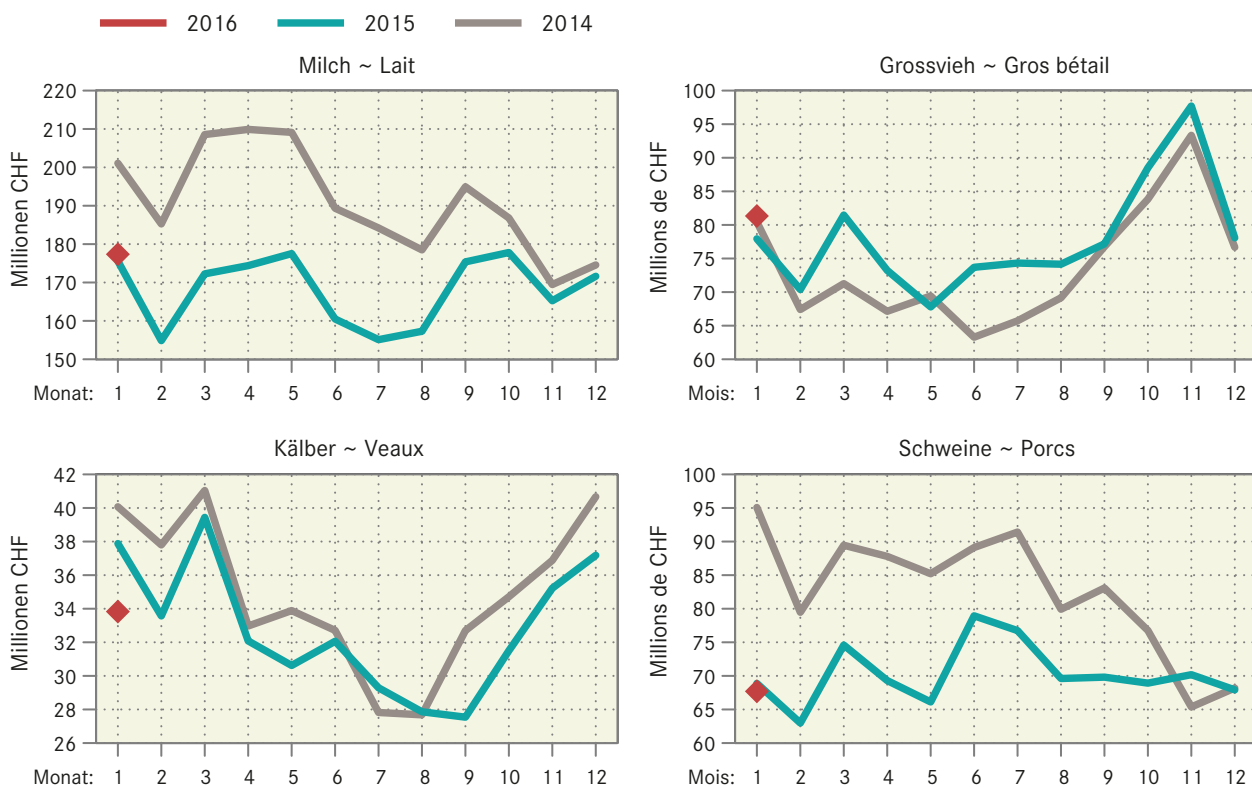 2016 2015 2014
Milch ~ Lait
Millionen CHF
220
210
200
190
180
170
160
150
Monat: 1 2 3 4 5 6 7 8 9 10 11 12
Grossvieh ~ Gros bétail
Millions de CHF
100
95
90
85
80
75
70
65
60
Mois: 1 2 3 4 5 6 7 8 9 10 11 12
Kälber ~ Veaux
Millionen CHF
42
40
38
36
34
32
30
28
26
Monat: 1 2 3 4 5 6 7 8 9 10 11 12
Schweine ~ Porcs
Millions de CHF
100
95
90
85
80
75
70
65
60
Mois: 1 2 3 4 5 6 7 8 9 10 11 12